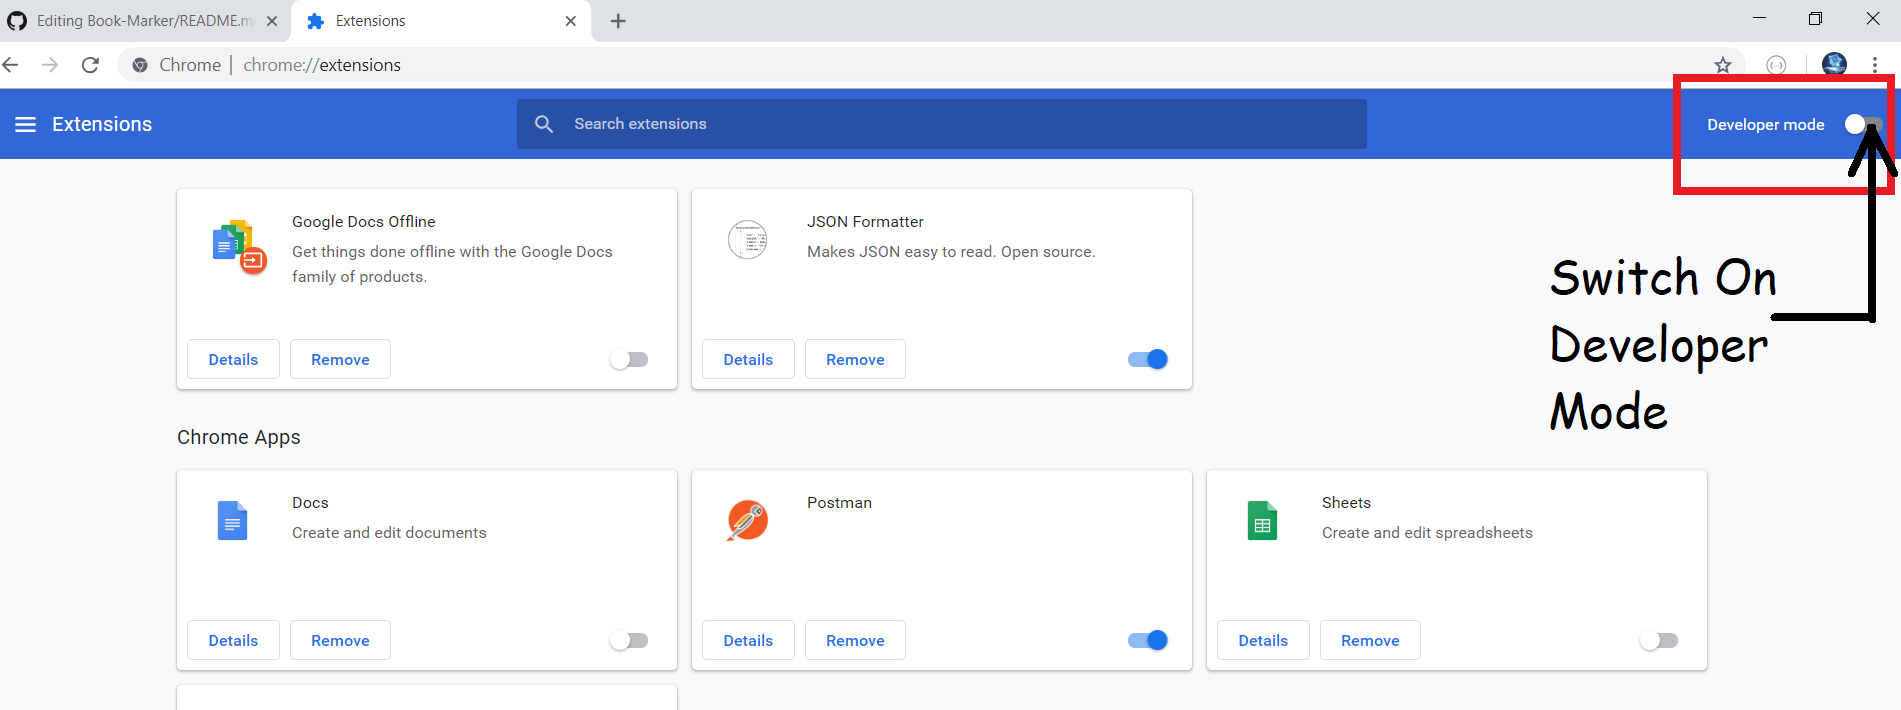 Editing Book-Marker/README.m
Extensions
Chrome
chrome://extensions
Extensions
Search extensions
Developer mode
Google Docs Offline
Get things done offline with the Google Docs
family of products.
Details
Remove
JSON Formatter
Makes JSON easy to read. Open source.
Details
Remove
Switch On
Developer
Mode
Chrome Apps
Docs
Create and edit documents
Details
Remove
Postman
Details
Remove
Sheets
Create and edit spreadsheets
Details
Remove